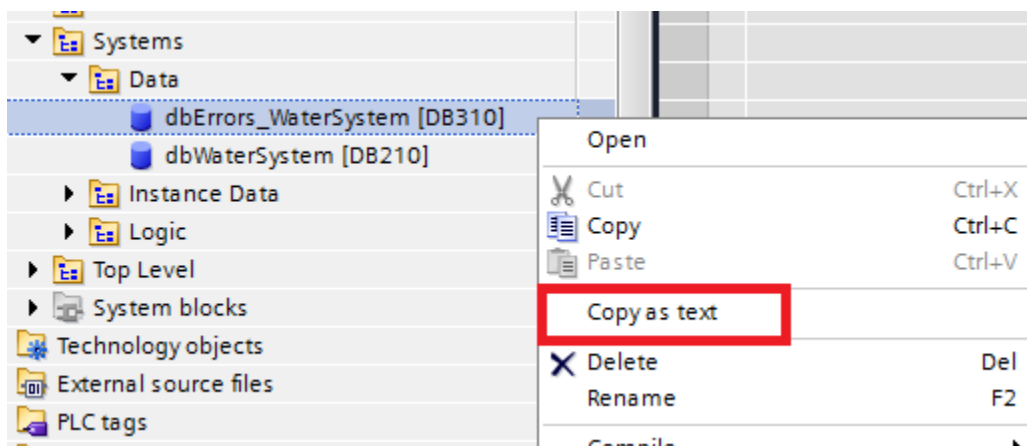 Systems
Data
dbErrors_WaterSystem [DB310]
dbWaterSystem [DB210]
Instance Data
Logic
Top Level
System blocks
Technology objects
External source files
PLC tags
Open
Cut Ctrl+X
Copy Ctrl+C
Paste Ctrl+V
Copy as text
Delete Del
Rename F2